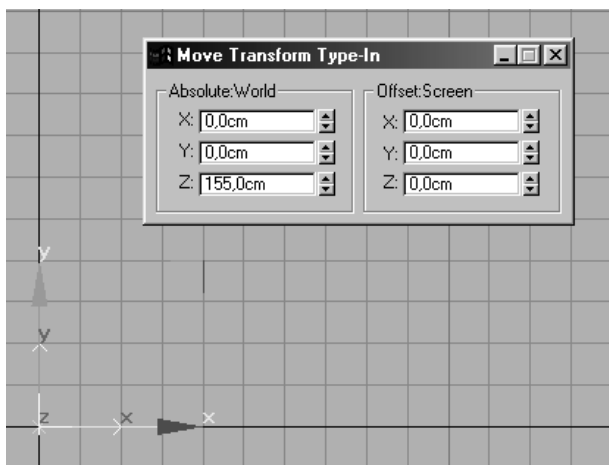 Move Transform Type-In
Absolute:World
X: 0,0cm
Y: 0,0cm
Z: 155,0cm
Offset:Screen
X: 0,0cm
Y: 0,0cm
Z: 0,0cm
y
y
z x x